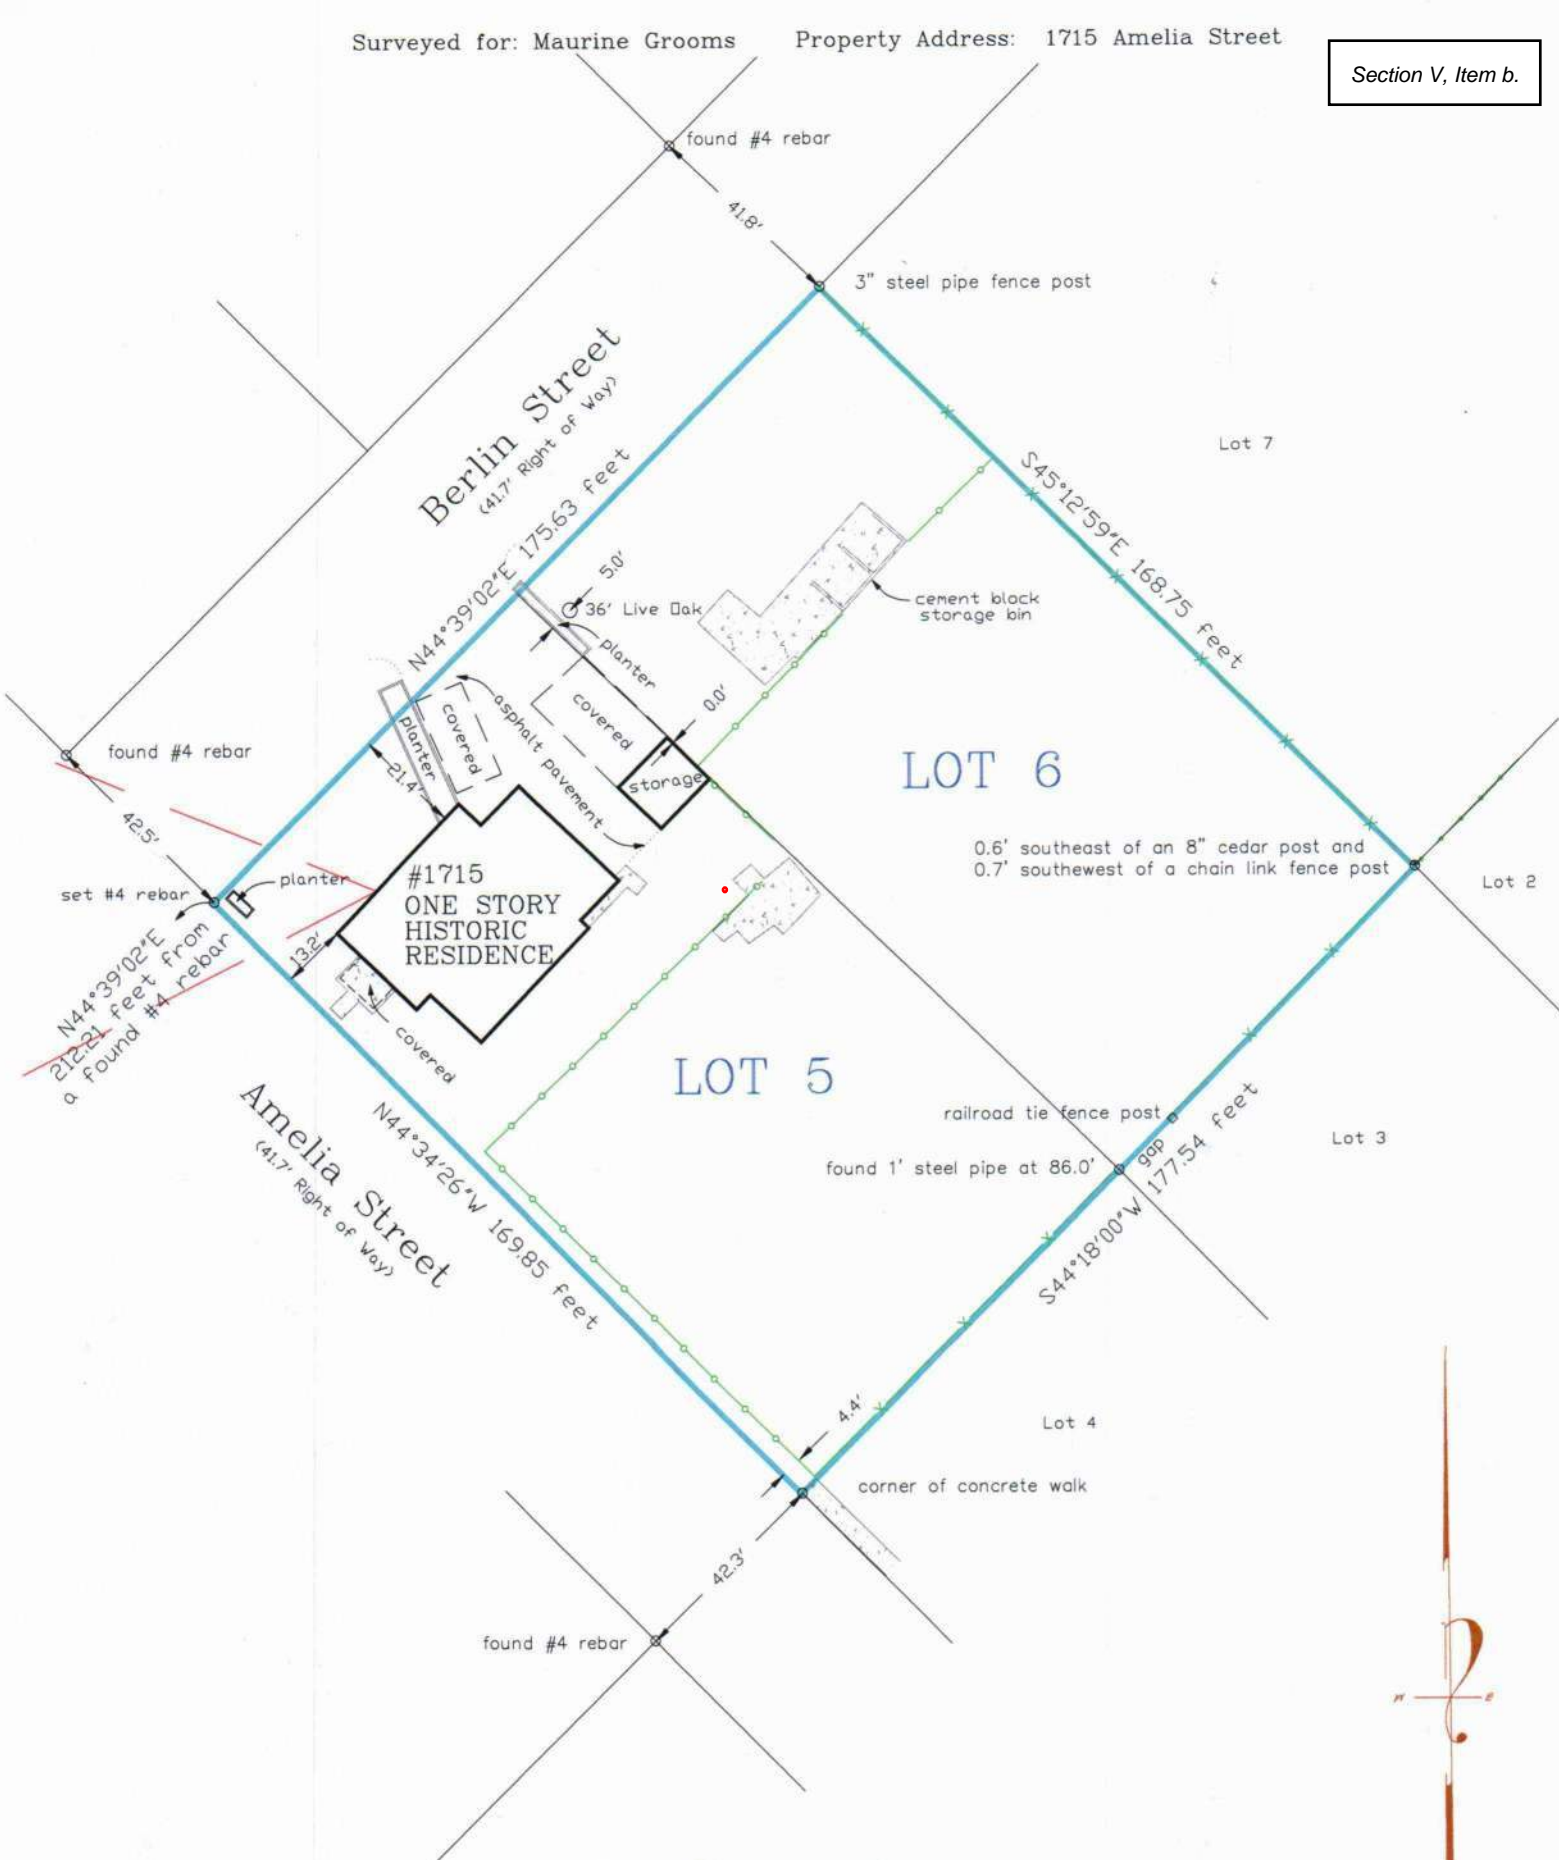 Surveyed for: Maurine Grooms Property Address: 1715 Amelia Street
Section V, Item b.
found #4 rebar
41.8'
3" steel pipe fence post
Berlin Street
(41.7' Right of Way)
N44°39'02"E 175.63 feet
Lot 7
S45°12'59"E 168.75 feet
5.0'
36' Live Oak
planter
cement block
storage bin
covered
0.0'
asphalt pavement
covered
planter
storage
21.4'
found #4 rebar
42.5'
LOT 6
0.6' southeast of an 8" cedar post and
0.7' southewest of a chain link fence post
Lot 2
set #4 rebar
planter
#1715
ONE STORY
HISTORIC
RESIDENCE
13.2'
N44°39'02"E
212.21 feet from
a found #4 rebar
covered
LOT 5
Amelia Street
(41.7' Right of Way)
N44°34'26"W 169.85 feet
railroad tie fence post
gap
Lot 3
found 1' steel pipe at 86.0'
S44°18'00"W 177.54 feet
4.4'
Lot 4
corner of concrete walk
42.3'
found #4 rebar
W E